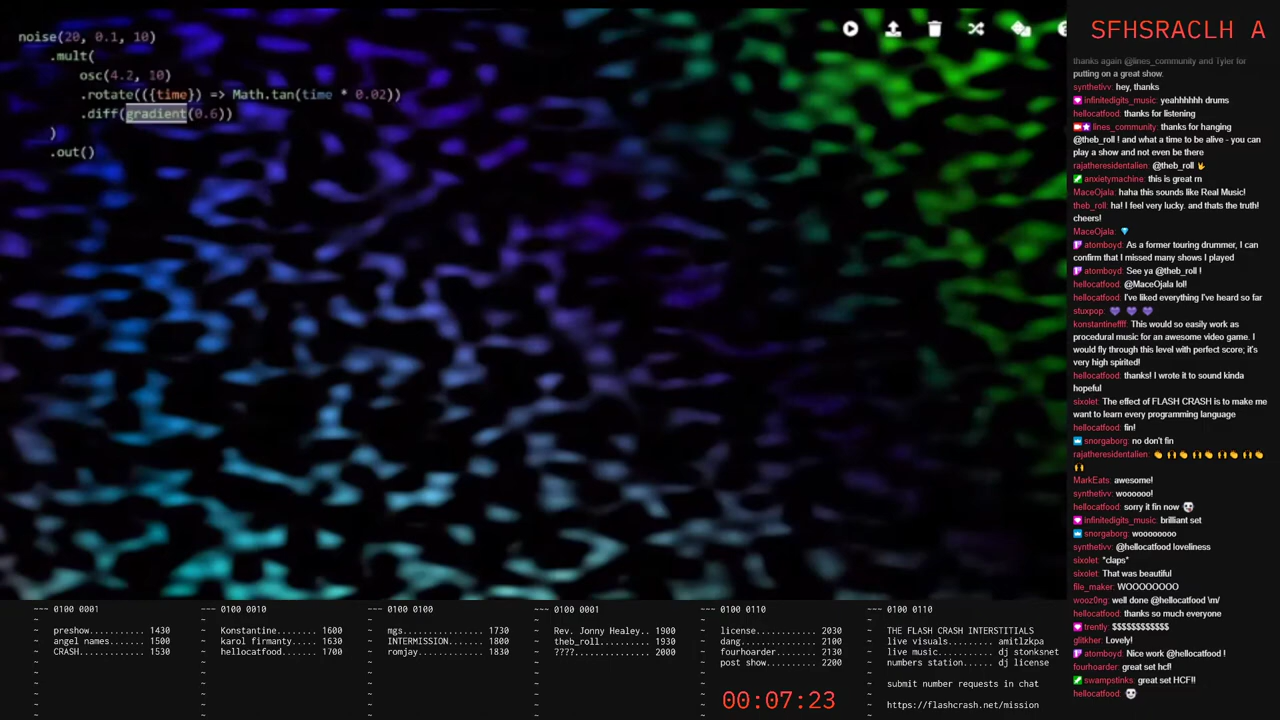 noise(20, 0.1, 10)
.mult(
osc(4.2, 10)
.rotate(({time}) => Math.tan(time * 0.02))
.diff(gradient(0.6))
)
.out()
SFHSRACLH A
thanks again @lines_community and Tyler for
putting on a great show.
synthetivv: hey, thanks
infinitedigits_music: yeahhhhhh drums
hellocatfood: thanks for listening
lines_community: thanks for hanging
@theb_roll ! and what a time to be alive - you can
play a show and not even be there
rajatheresidentalien: @theb_roll 🤟
anxietymachine: this is great rn
MaceOjala: haha this sounds like Real Music!
theb_roll: ha! I feel very lucky. and thats the truth!
cheers!
MaceOjala: 💎
atomboyd: As a former touring drummer, I can
confirm that I missed many shows I played
atomboyd: See ya @theb_roll !
hellocatfood: @MaceOjala lol!
hellocatfood: I've liked everything I've heard so far
stuxpop: 💜 💜 💜
konstantineffff: This would so easily work as
procedural music for an awesome video game. I
would fly through this level with perfect score; it's
very high spirited!
hellocatfood: thanks! I wrote it to sound kinda
hopeful
sixolet: The effect of FLASH CRASH is to make me
want to learn every programming language
hellocatfood: fin!
snorgaborg: no don't fin
rajatheresidentalien: 👏 🙌 👏 🙌 👏 🙌 👏 🙌 👏
🙌
MarkEats: awesome!
synthetivv: woooooo!
hellocatfood: sorry it fin now 💀
infinitedigits_music: brilliant set
snorgaborg: woooooooo
synthetivv: @hellocatfood loveliness
sixolet: *claps*
sixolet: That was beautiful
file_maker: WOOOOOOOO
wooz0ng: well done @hellocatfood \m/
hellocatfood: thanks so much everyone
trently: $$$$$$$$$$$$
glitkher: Lovely!
atomboyd: Nice work @hellocatfood !
fourhoarder: great set hcf!
swampstinks: great set HCF!!
hellocatfood: 💀
~~~ 0100 0001
preshow.......... 1430
angel names...... 1500
CRASH............ 1530
~~~ 0100 0010
Konstantine....... 1600
karol firmanty.... 1630
hellocatfood...... 1700
~~~ 0100 0100
mgs.............. 1730
INTERMISSION..... 1800
romjay........... 1830
~~~ 0100 0001
Rev. Jonny Healey.. 1900
theb_roll.......... 1930
????............... 2000
~~~ 0100 0110
license.......... 2030
dang............. 2100
fourhoarder...... 2130
post show........ 2200
00:07:23
~~~ 0100 0110
THE FLASH CRASH INTERSTITIALS
live visuals..... amitlzkpa
live music..... dj stonksnet
numbers station.. dj license
submit number requests in chat
https://flashcrash.net/mission